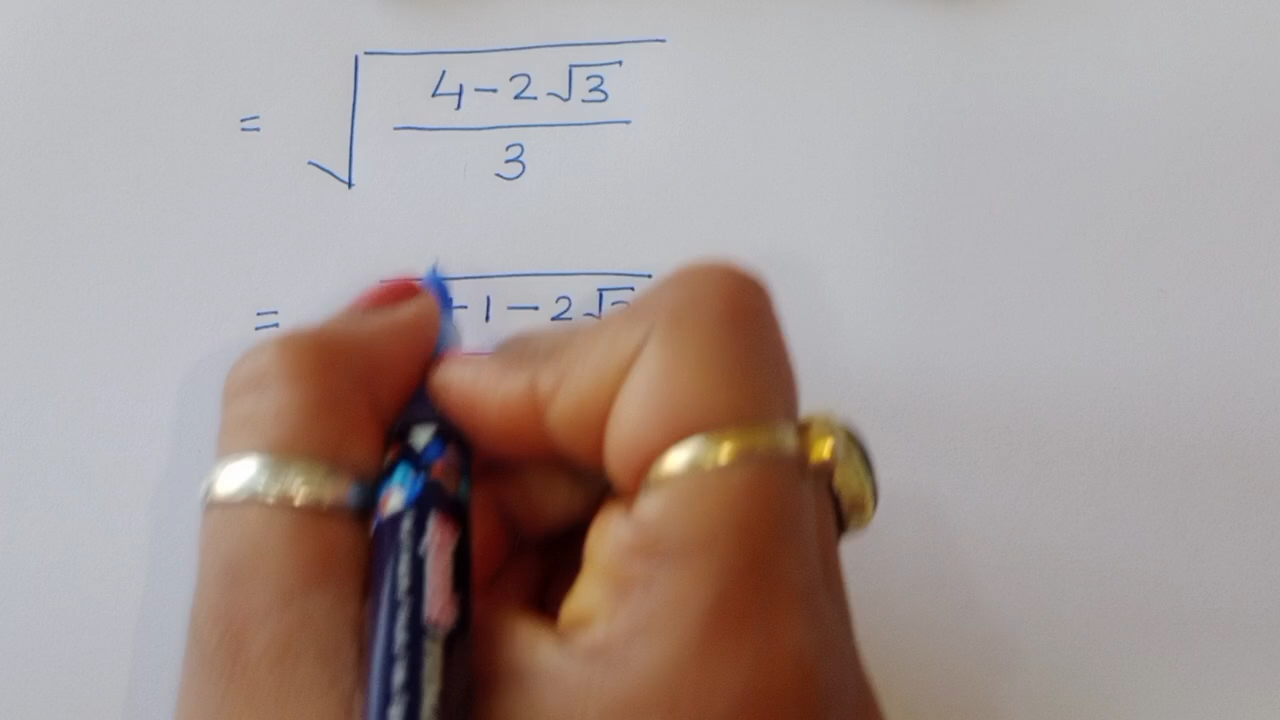 = √(4-2√3 / 3)
= +1-2√